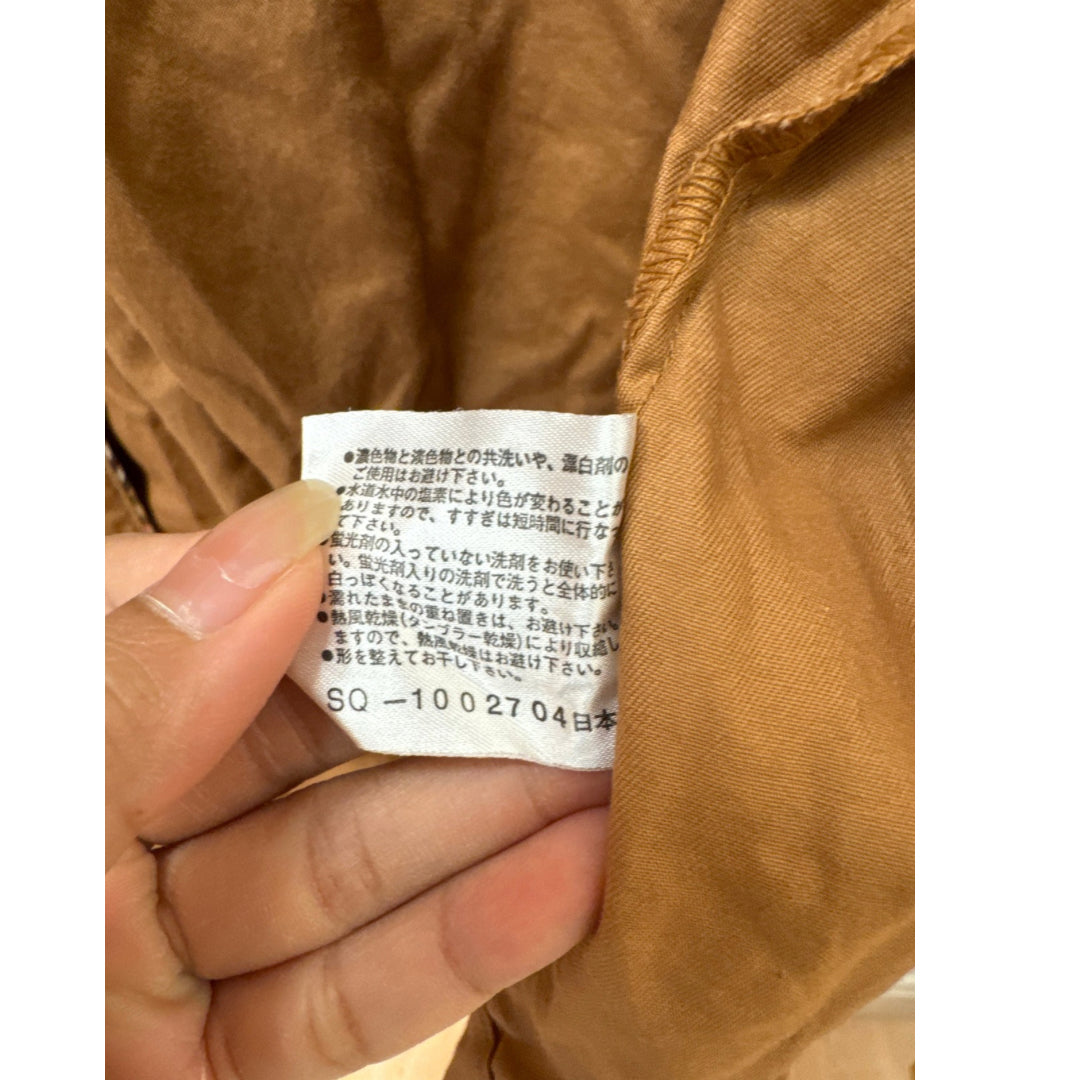 ●濃色物と淡色物との共洗いや、漂白剤の
ご使用はお避け下さい。
●水道水中の塩素により色が変わることが
ありますので、すすぎは短時間に行なっ
て下さい。
●蛍光剤の入っていない洗剤をお使い下さ
い。蛍光剤入りの洗剤で洗うと全体的に
白っぽくなることがあります。
●濡れたままの重ね置きは、お避け下さい。
●熱風乾燥(タンブラー乾燥)により収縮し
ますので、熱風乾燥はお避け下さい。
●形を整えてお干し下さい。
SQ-1002704日本